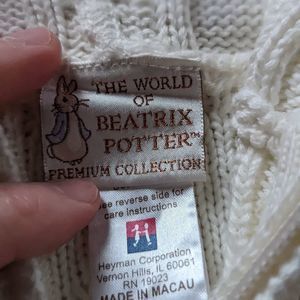 THE WORLD
OF
BEATRIX
POTTER™
PREMIUM COLLECTION
see reverse side for
care instructions
Heyman Corporation
Vernon Hills, IL 60061
RN 19023
MADE IN MACAU